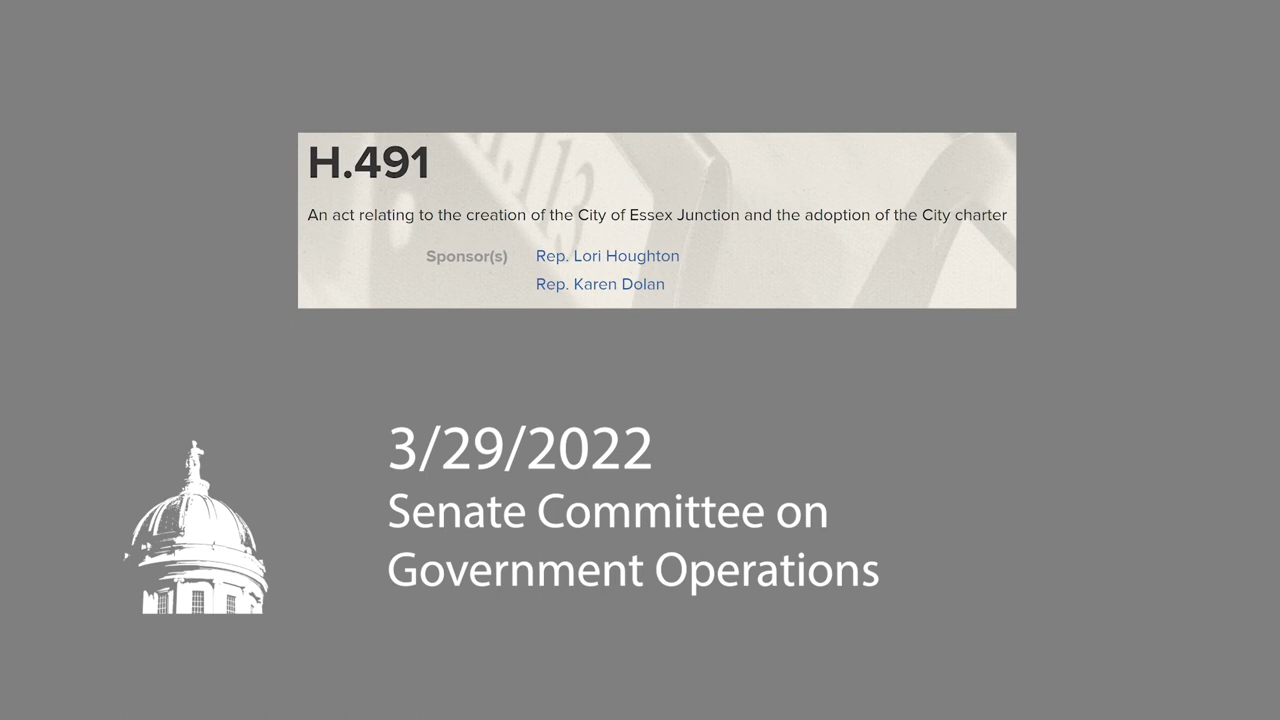 H.491
An act relating to the creation of the City of Essex Junction and the adoption of the City charter
Sponsor(s) Rep. Lori Houghton
Rep. Karen Dolan
3/29/2022
Senate Committee on
Government Operations